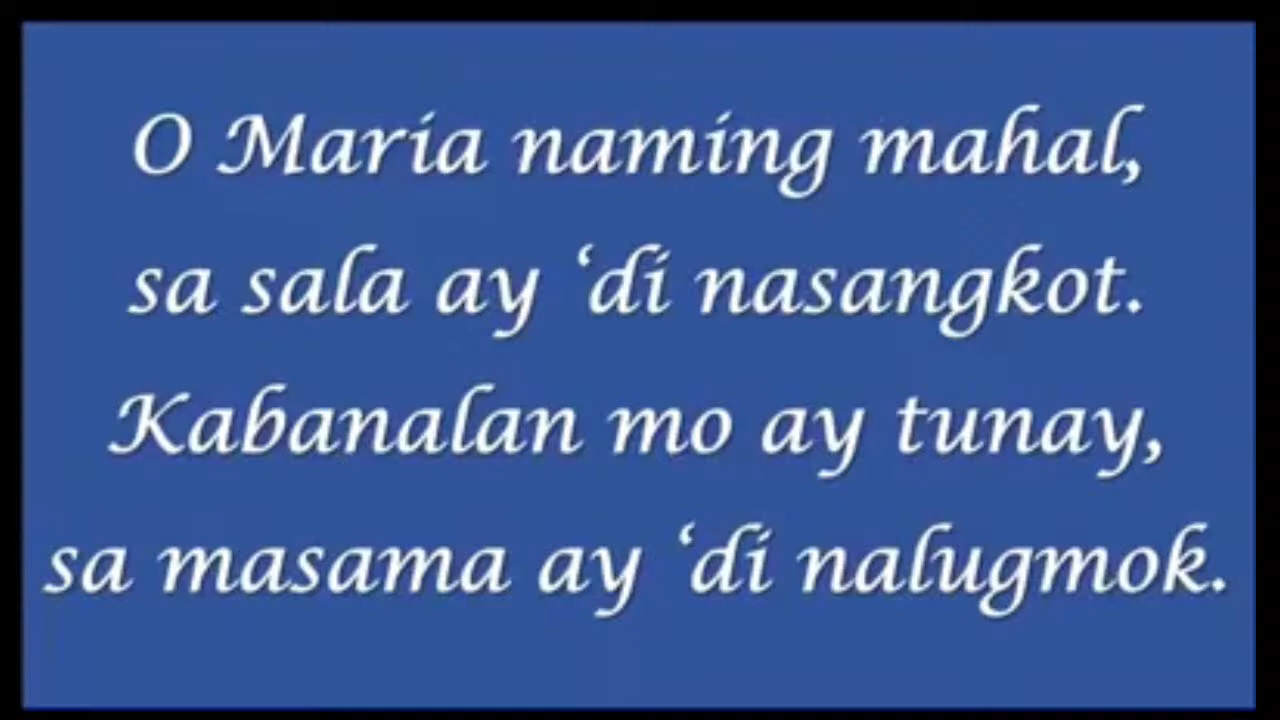 O Maria naming mahal,
sa sala ay ‘di nasangkot.
Kabanalan mo ay tunay,
sa masama ay ‘di nalugmok.